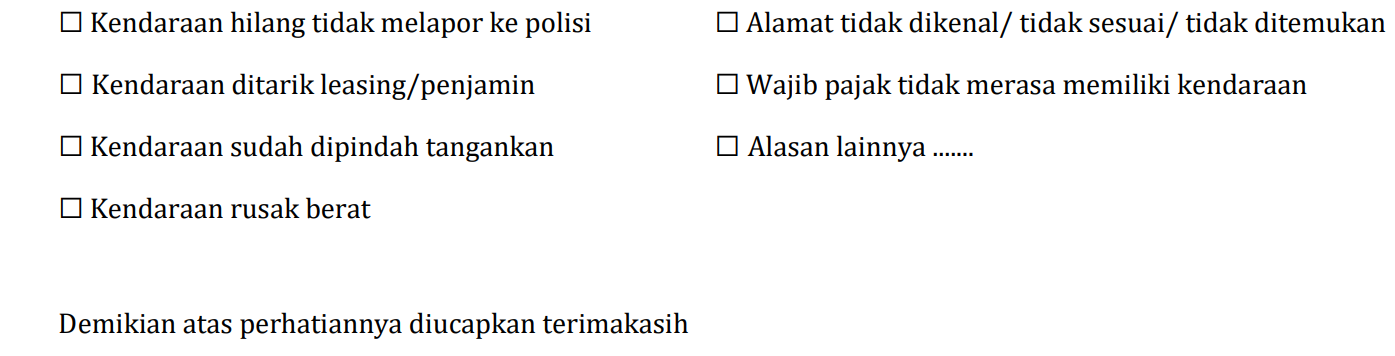 ☐ Kendaraan hilang tidak melapor ke polisi
☐ Kendaraan ditarik leasing/penjamin
☐ Kendaraan sudah dipindah tangankan
☐ Kendaraan rusak berat
☐ Alamat tidak dikenal/ tidak sesuai/ tidak ditemukan
☐ Wajib pajak tidak merasa memiliki kendaraan
☐ Alasan lainnya .......
Demikian atas perhatiannya diucapkan terimakasih